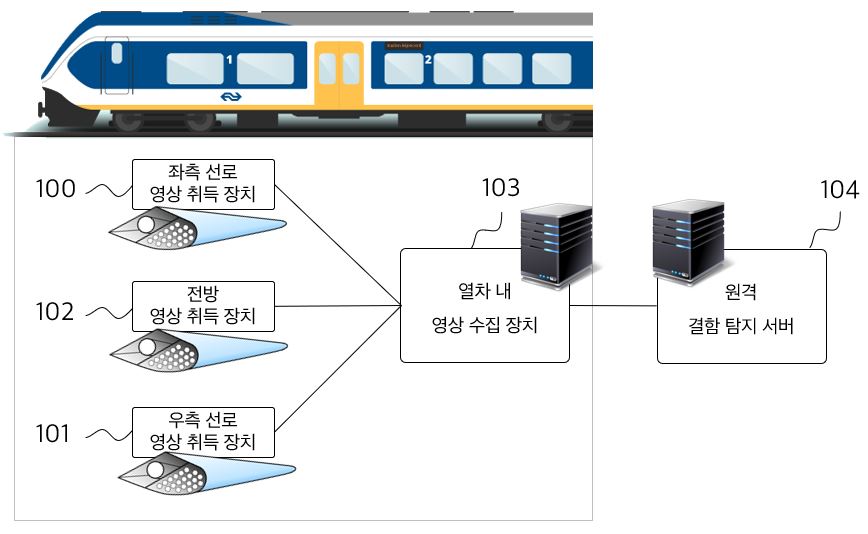 1
2
100
좌측 선로
영상 취득 장치
102
전방
영상 취득 장치
101
우측 선로
영상 취득 장치
103
열차 내
영상 수집 장치
104
원격
결함 탐지 서버